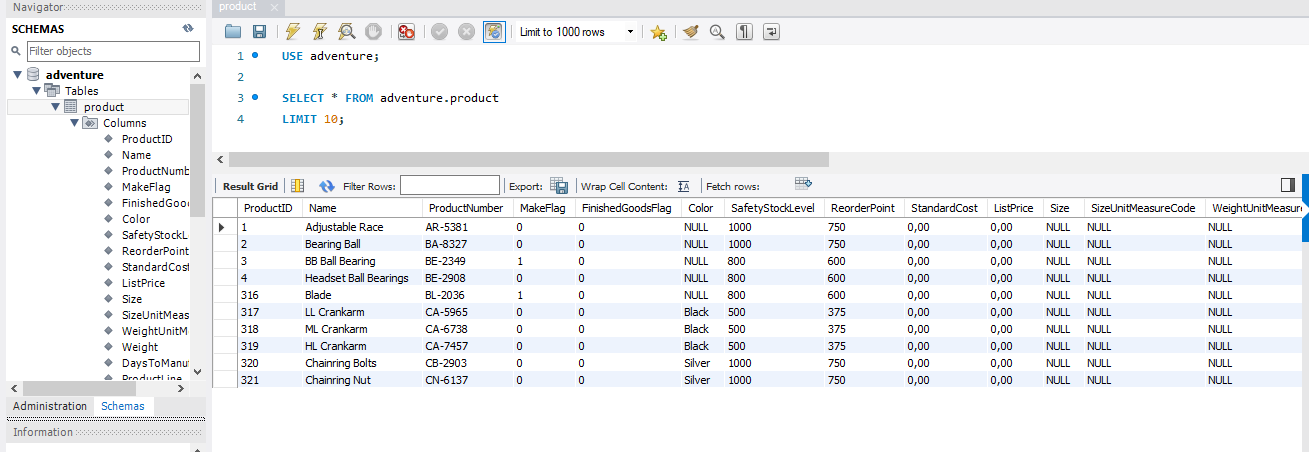 Navigator
product
SCHEMAS
Filter objects
adventure
Tables
product
Columns
ProductID
Name
ProductNumb
MakeFlag
FinishedGood
Color
SafetyStockL
ReorderPoint
StandardCost
ListPrice
Size
SizeUnitMeas
WeightUnitM
Weight
DaysToManu
ProductLine
Administration Schemas
Information
Limit to 1000 rows
1 USE adventure;
2
3 SELECT * FROM adventure.product
4 LIMIT 10;
Result Grid Filter Rows: Export: Wrap Cell Content: Fetch rows:
ProductID Name ProductNumber MakeFlag FinishedGoodsFlag Color SafetyStockLevel ReorderPoint StandardCost ListPrice Size SizeUnitMeasureCode WeightUnitMeasure
1 Adjustable Race AR-5381 0 0 NULL 1000 750 0,00 0,00 NULL NULL NULL
2 Bearing Ball BA-8327 0 0 NULL 1000 750 0,00 0,00 NULL NULL NULL
3 BB Ball Bearing BE-2349 1 0 NULL 800 600 0,00 0,00 NULL NULL NULL
4 Headset Ball Bearings BE-2908 0 0 NULL 800 600 0,00 0,00 NULL NULL NULL
316 Blade BL-2036 1 0 NULL 800 600 0,00 0,00 NULL NULL NULL
317 LL Crankarm CA-5965 0 0 Black 500 375 0,00 0,00 NULL NULL NULL
318 ML Crankarm CA-6738 0 0 Black 500 375 0,00 0,00 NULL NULL NULL
319 HL Crankarm CA-7457 0 0 Black 500 375 0,00 0,00 NULL NULL NULL
320 Chainring Bolts CB-2903 0 0 Silver 1000 750 0,00 0,00 NULL NULL NULL
321 Chainring Nut CN-6137 0 0 Silver 1000 750 0,00 0,00 NULL NULL NULL